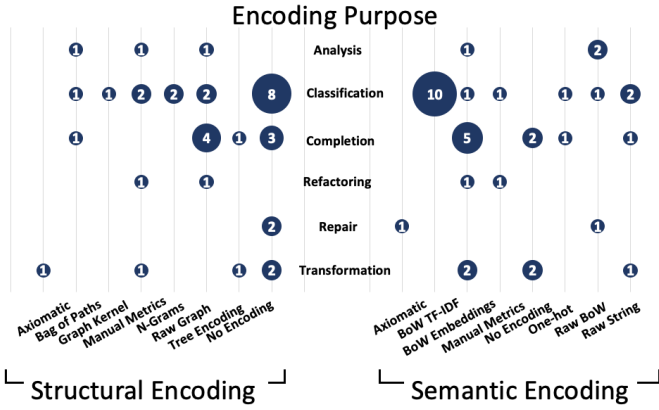 Encoding Purpose
1 1 1 Analysis 1 2
1 1 2 2 2 8 Classification 10 1 1 1 1 2
1 4 1 3 Completion 5 2 1 1
1 1 Refactoring 1 1
2 Repair 1 1
1 1 1 2 Transformation 2 2 1
Axiomatic
Bag of Paths
Graph Kernel
Manual Metrics
N-Grams
Raw Graph
Tree Encoding
No Encoding
Axiomatic
BoW TF-IDF
BoW Embeddings
Manual Metrics
No Encoding
One-hot
Raw BoW
Raw String
Structural Encoding
Semantic Encoding